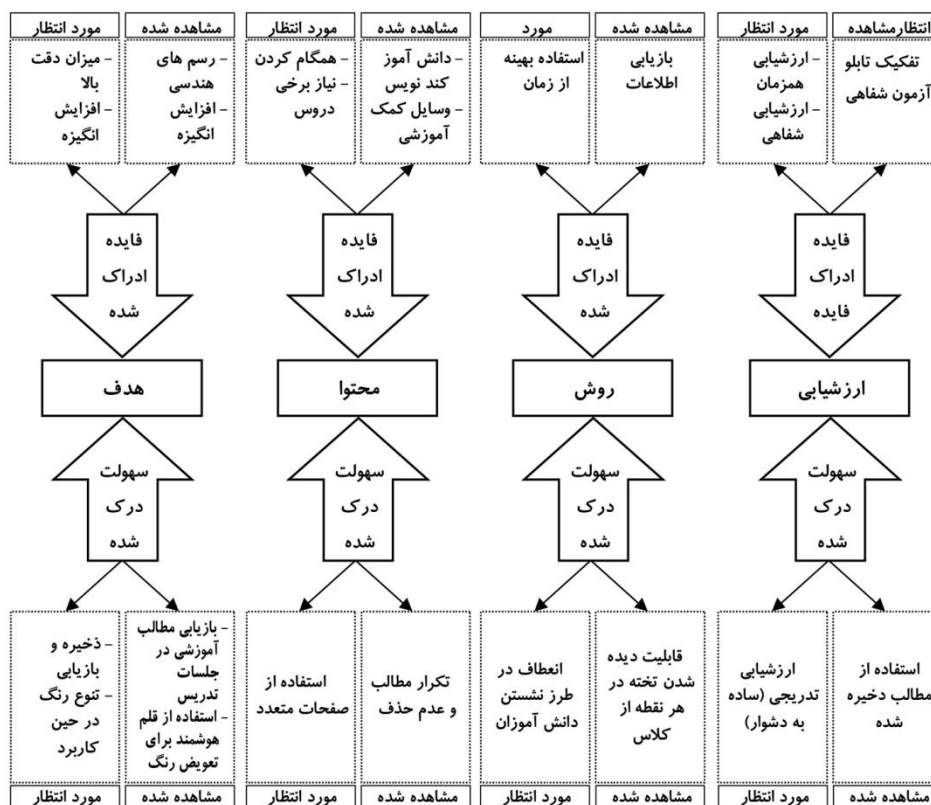 انتظارمشاهده
تفکیک تابلو
آزمون شفاهی
مورد انتظار
– ارزشیابی
همزمان
– ارزشیابی
شفاهی
فایده
ادراک
فایده
ارزشیابی
سهولت
درک
شده
استفاده از
مطالب ذخیره
شده
مشاهده شده
ارزشیابی
تدریجی (ساده
به دشوار)
مورد انتظار
مشاهده شده
بازیابی
اطلاعات
مورد
استفاده بهینه
از زمان
فایده
ادراک
شده
روش
سهولت
درک
شده
قابلیت دیده
شدن تخته در
هر نقطه از
کلاس
مشاهده شده
انعطاف در
طرز نشستن
دانش آموزان
مورد انتظار
مشاهده شده
– دانش آموز
کند نویس
– وسایل کمک
آموزشی
مورد انتظار
– همگام کردن
– نیاز برخی
دروس
فایده
ادراک
شده
محتوا
سهولت
درک
شده
تکرار مطالب
و عدم حذف
مشاهده شده
استفاده از
صفحات متعدد
مورد انتظار
مشاهده شده
– رسم های
هندسی
– افزایش
انگیزه
مورد انتظار
– میزان دقت
بالا
– افزایش
انگیزه
فایده
ادراک
شده
هدف
سهولت
درک
شده
– بازیابی مطالب
آموزشی در
جلسات
تدریس
– استفاده از قلم
هوشمند برای
تعویض رنگ
مشاهده شده
– ذخیره و
بازیابی
– تنوع رنگ
در حین
کاربرد
مورد انتظار